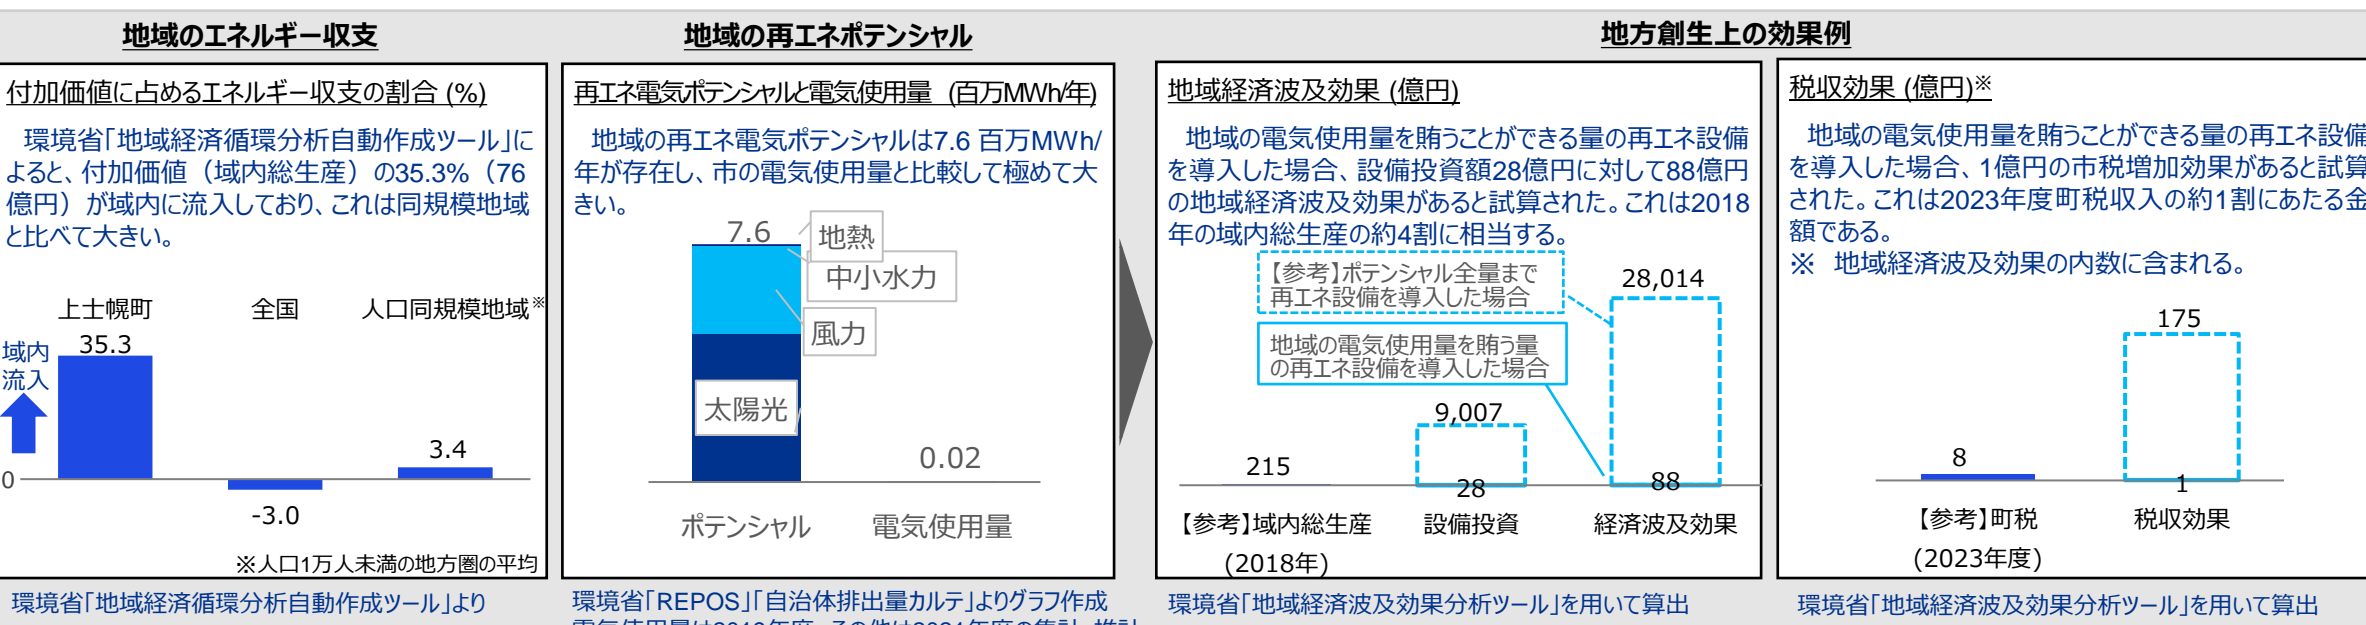 地域のエネルギー収支
付加価値に占めるエネルギー収支の割合 (%)
環境省「地域経済循環分析自動作成ツール」に
よると、付加価値（域内総生産）の35.3%（76
億円）が域内に流入しており、これは同規模地域
と比べて大きい。
上士幌町
全国
人口同規模地域※
域内
流入
35.3
3.4
0
-3.0
※人口1万人未満の地方圏の平均
環境省「地域経済循環分析自動作成ツール」より
地域の再エネポテンシャル
再エネ電気ポテンシャルと電気使用量 (百万MWh/年)
地域の再エネ電気ポテンシャルは7.6 百万MWh/
年が存在し、市の電気使用量と比較して極めて大
きい。
7.6
地熱
中小水力
風力
太陽光
0.02
ポテンシャル
電気使用量
環境省「REPOS」「自治体排出量カルテ」よりグラフ作成
地方創生上の効果例
地域経済波及効果 (億円)
地域の電気使用量を賄うことができる量の再エネ設備
を導入した場合、設備投資額28億円に対して88億円
の地域経済波及効果があると試算された。これは2018
年の域内総生産の約4割に相当する。
【参考】ポテンシャル全量まで
再エネ設備を導入した場合
28,014
地域の電気使用量を賄う量
の再エネ設備を導入した場合
9,007
215
28
88
【参考】域内総生産
(2018年)
設備投資
経済波及効果
環境省「地域経済波及効果分析ツール」を用いて算出
税収効果 (億円)※
地域の電気使用量を賄うことができる量の再エネ設備
を導入した場合、1億円の市税増加効果があると試算
された。これは2023年度町税収入の約1割にあたる金
額である。
※ 地域経済波及効果の内数に含まれる。
175
8
1
【参考】町税
(2023年度)
税収効果
環境省「地域経済波及効果分析ツール」を用いて算出